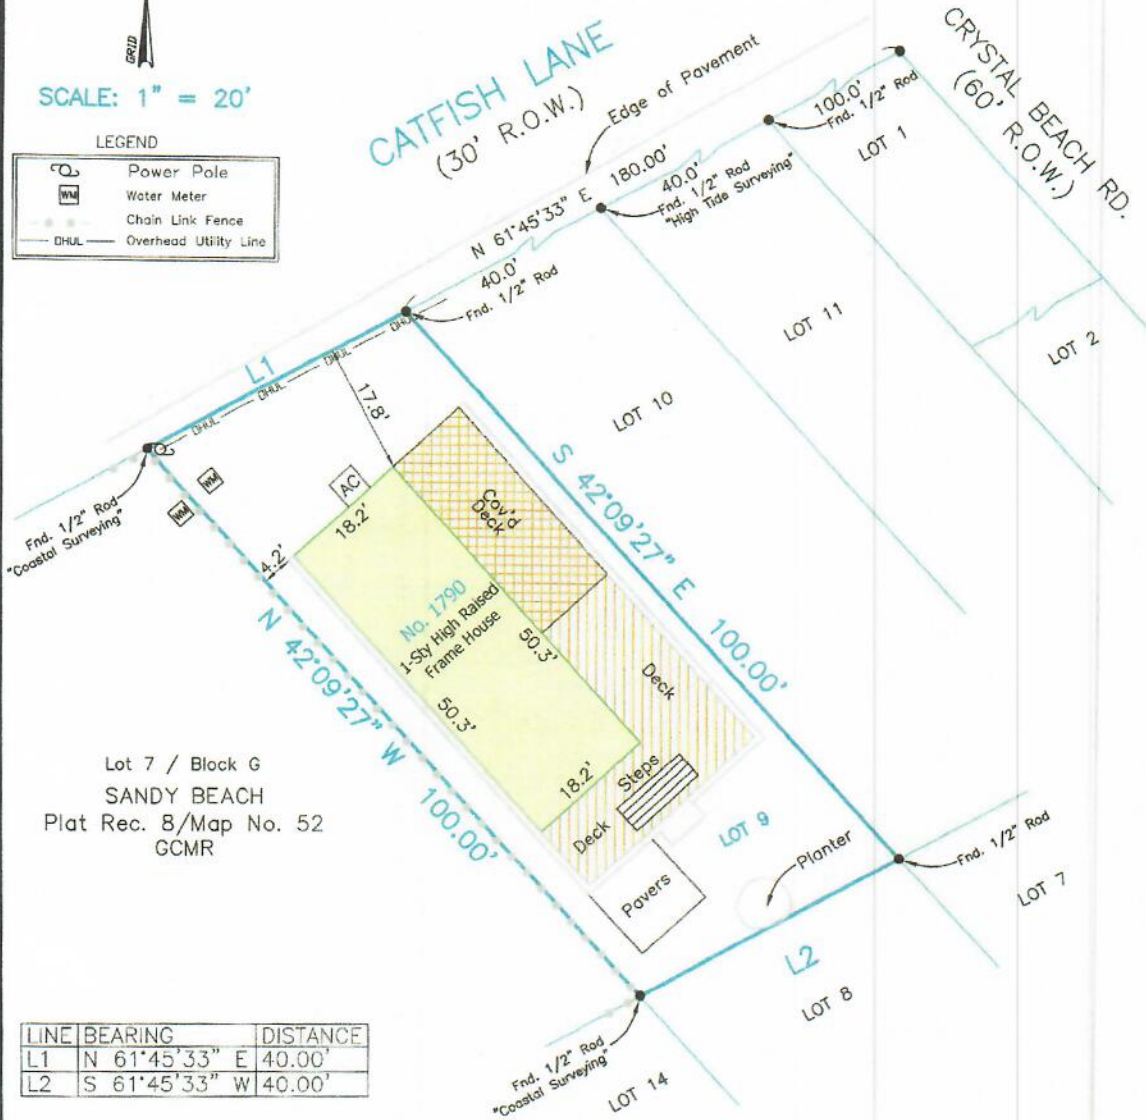 GRID
SCALE: 1" = 20'
LEGEND
Power Pole
WM Water Meter
Chain Link Fence
OHUL Overhead Utility Line
CATFISH LANE
(30' R.O.W.)
Edge of Pavement
CRYSTAL BEACH RD.
(60' R.O.W.)
N 61°45'33" E 180.00'
100.0'
Fnd. 1/2" Rod
LOT 1
40.0'
Fnd. 1/2" Rod
"High Tide Surveying"
40.0'
Fnd. 1/2" Rod
LOT 11
LOT 2
LOT 10
L1
OHUL
OHUL
OHUL
OHUL
17.8'
Fnd. 1/2" Rod
"Coastal Surveying"
WM
WM
AC
18.2'
4.2'
Cov'd
Deck
S 42°09'27" E 100.00'
No. 1790
1-Sty High Raised
Frame House
50.3'
50.3'
Deck
N 42°09'27" W 100.00'
18.2'
Steps
Deck
LOT 9
Planter
Pavers
Fnd. 1/2" Rod
LOT 7
L2
LOT 8
Lot 7 / Block G
SANDY BEACH
Plat Rec. 8/Map No. 52
GCMR
Fnd. 1/2" Rod
"Coastal Surveying"
LOT 14
LINE BEARING DISTANCE
L1 N 61°45'33" E 40.00'
L2 S 61°45'33" W 40.00'